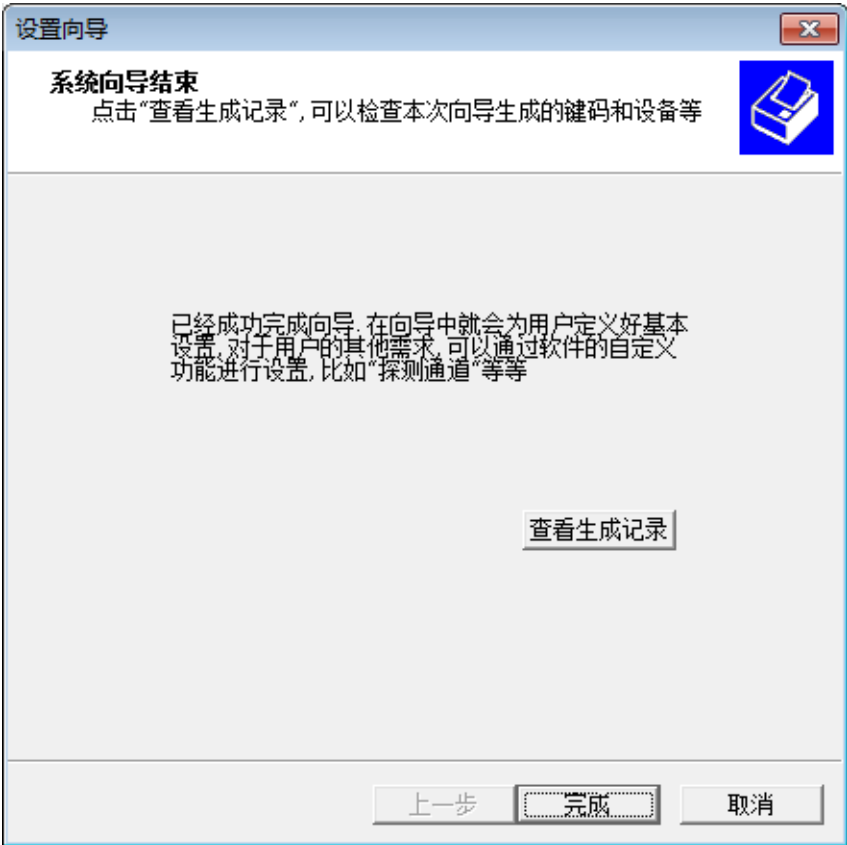 设置向导
系统向导结束
点击“查看生成记录“, 可以检查本次向导生成的键码和设备等
已经成功完成向导. 在向导中就会为用户定义好基本
设置, 对于用户的其他需求, 可以通过软件的自定义
功能进行设置, 比如“探测通道“等等
查看生成记录
上一步
完成
取消